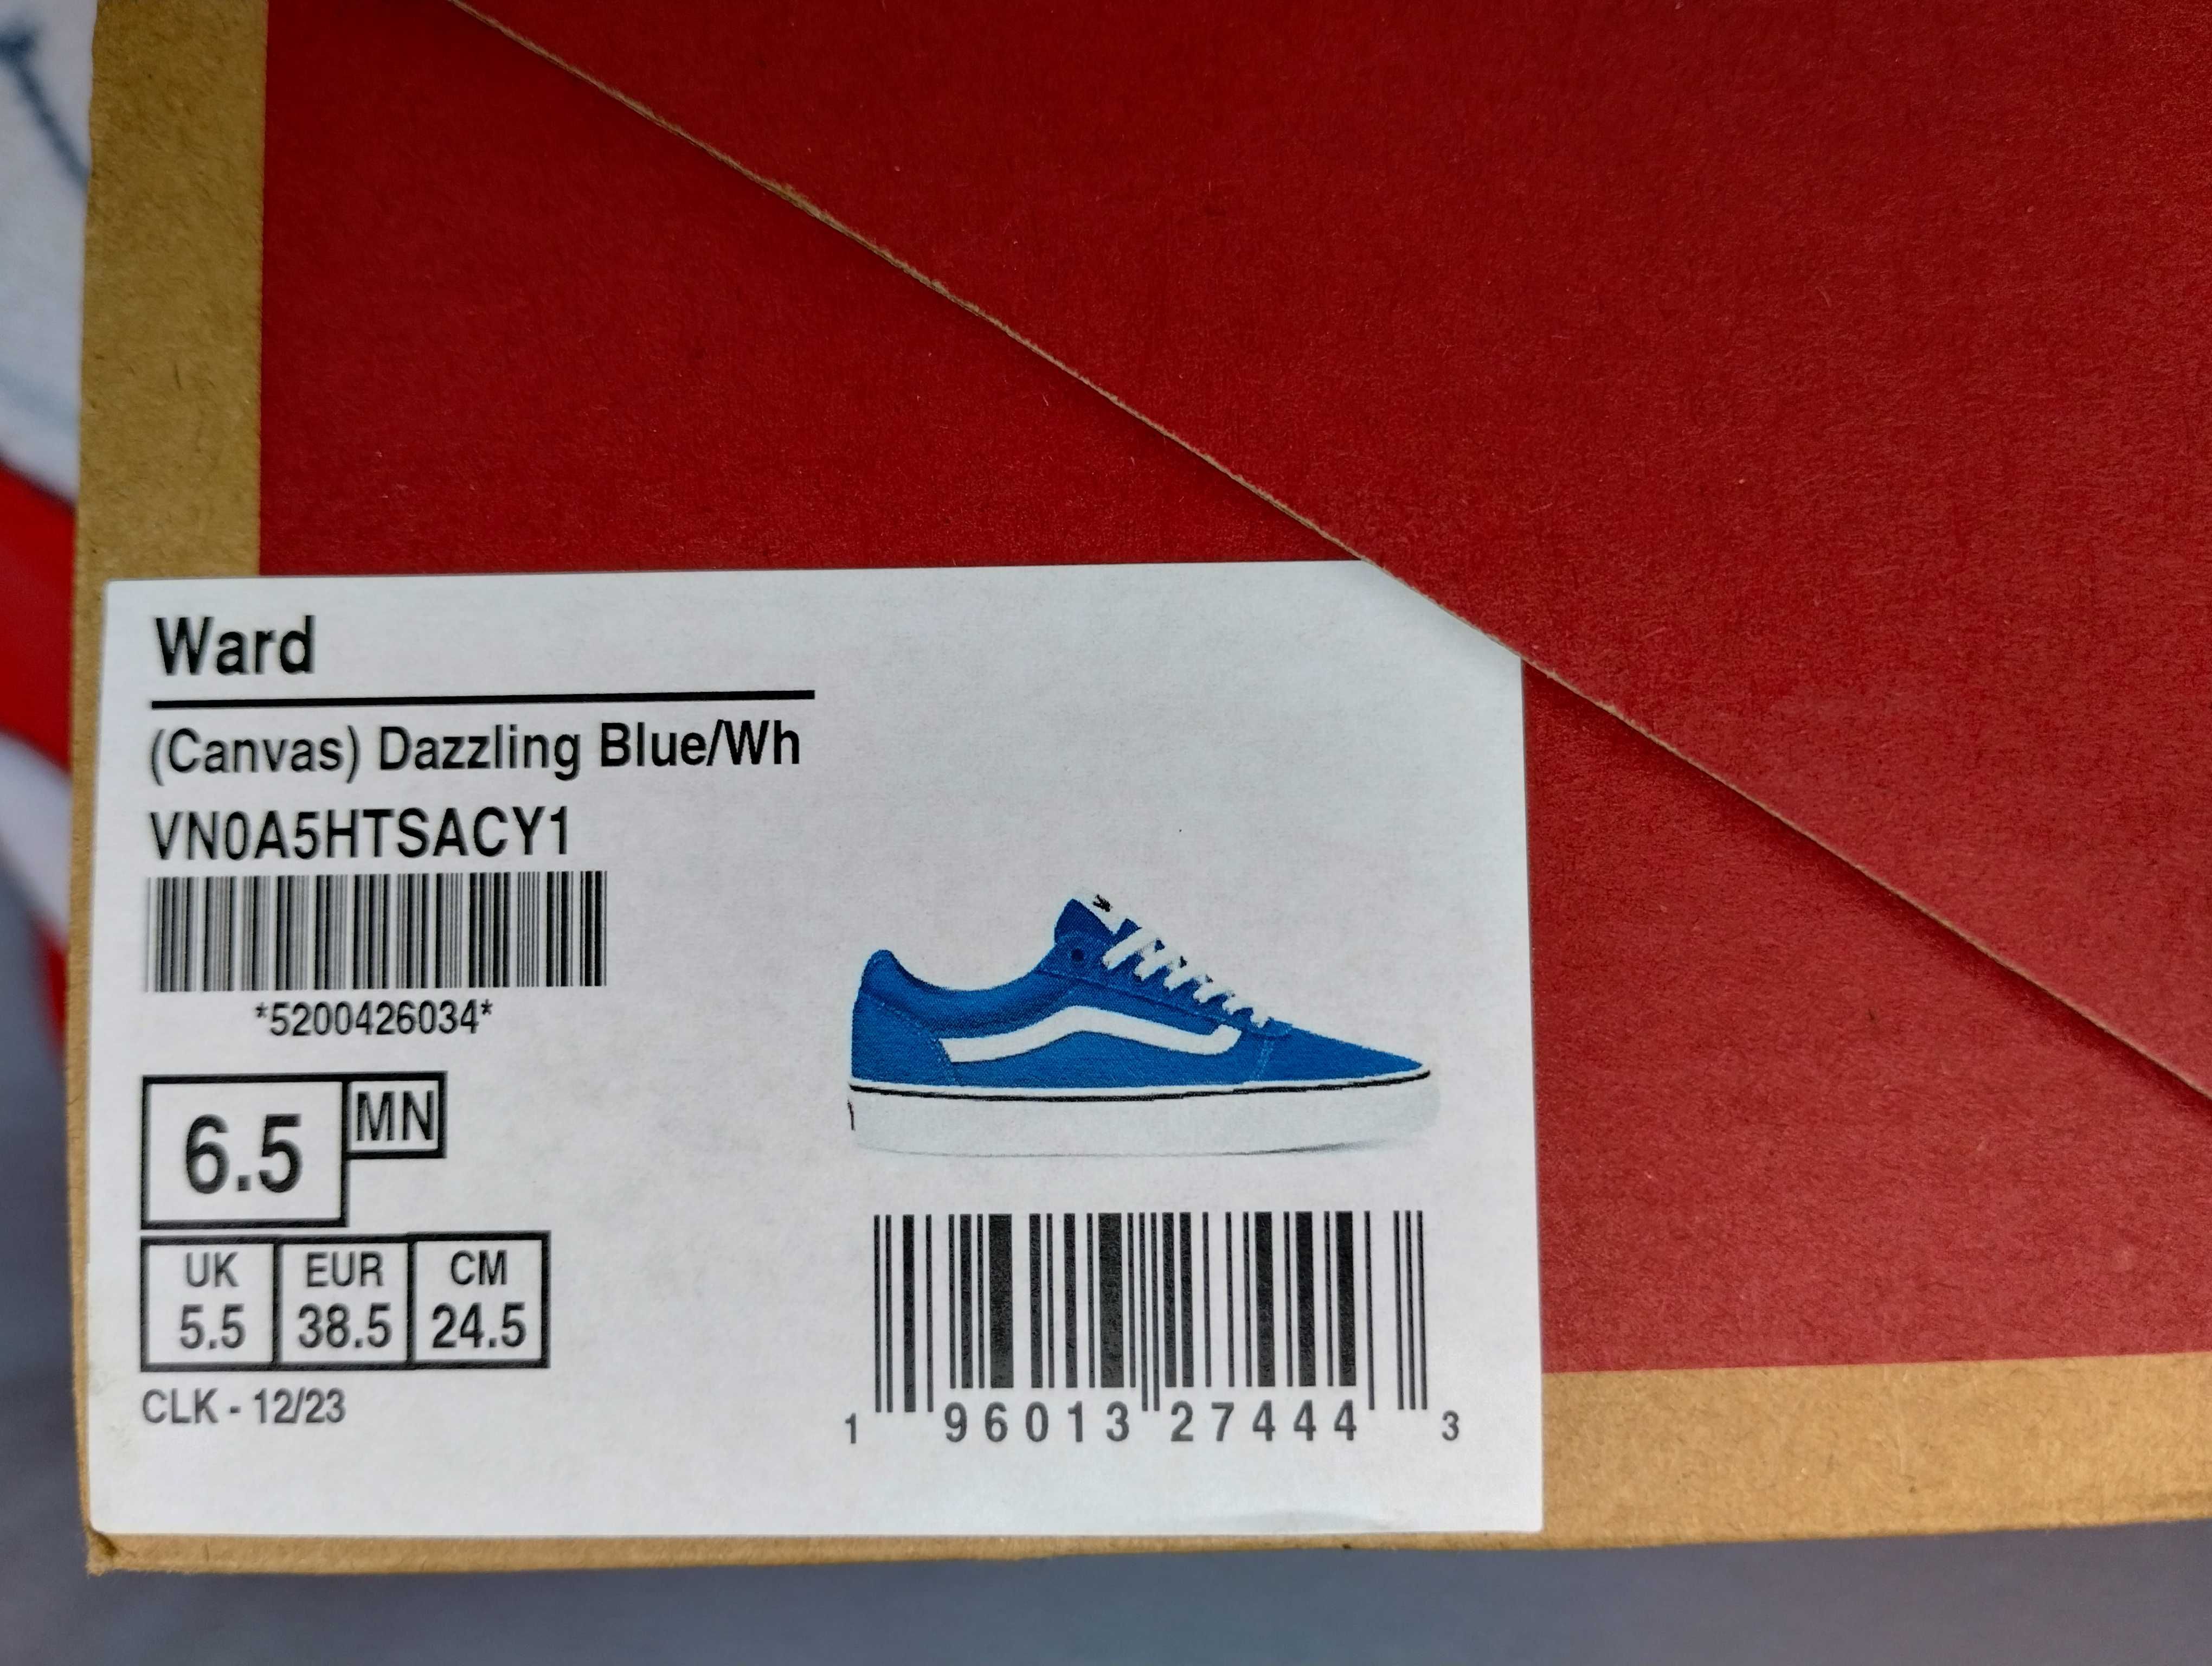 Ward
(Canvas) Dazzling Blue/Wh
VN0A5HTSACY1
*5200426034*
6.5 MN
UK EUR CM
5.5 38.5 24.5
CLK - 12/23
1 96013 27444 3